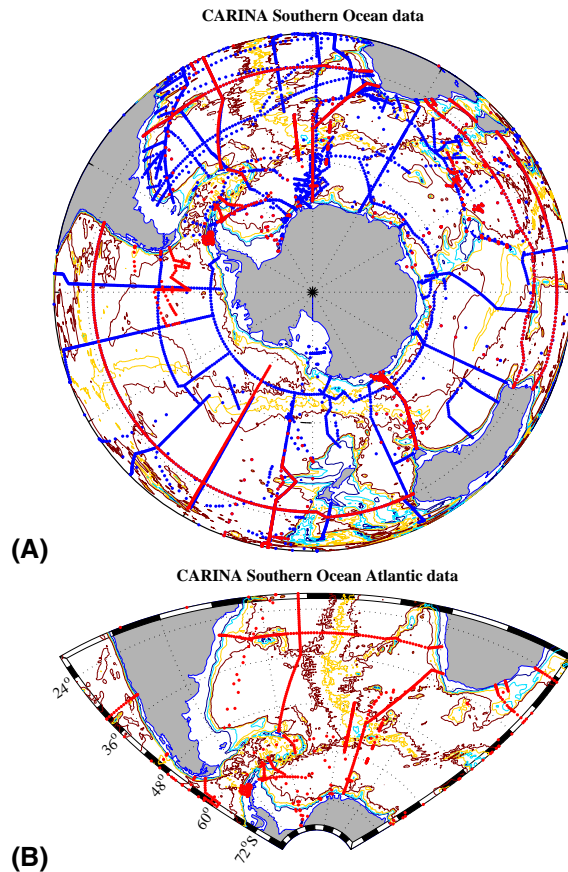 CARINA Southern Ocean data
(A)
CARINA Southern Ocean Atlantic data
24°
36°
48°
60°
72°S
(B)